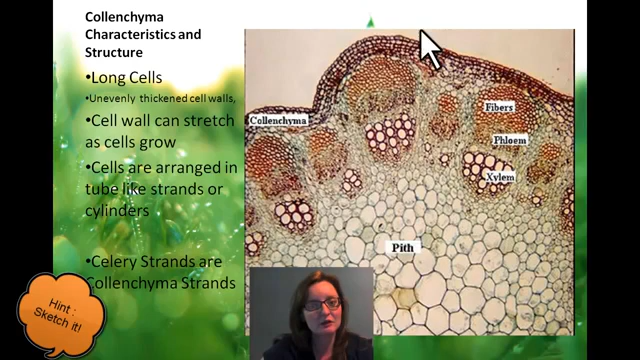 Collenchyma
Characteristics and
Structure
•Long Cells
•Unevenly thickened cell walls,
•Cell wall can stretch
as cells grow
•Cells are arranged in
tube like strands or
cylinders
•Celery Strands are
Collenchyma Strands
Hint :
Sketch it!
Collenchyma
Fibers
Phloem
Xylem
Pith